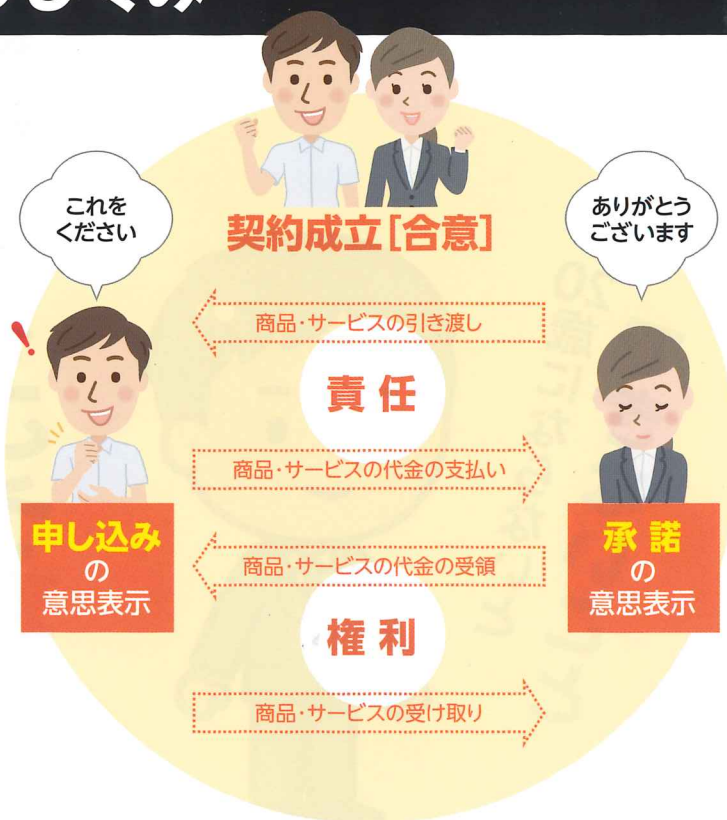 これを
ください
ありがとう
ございます
契約成立[合意]
商品・サービスの引き渡し
責任
商品・サービスの代金の支払い
申し込み
の
意思表示
承諾
の
意思表示
商品・サービスの代金の受領
権利
商品・サービスの受け取り